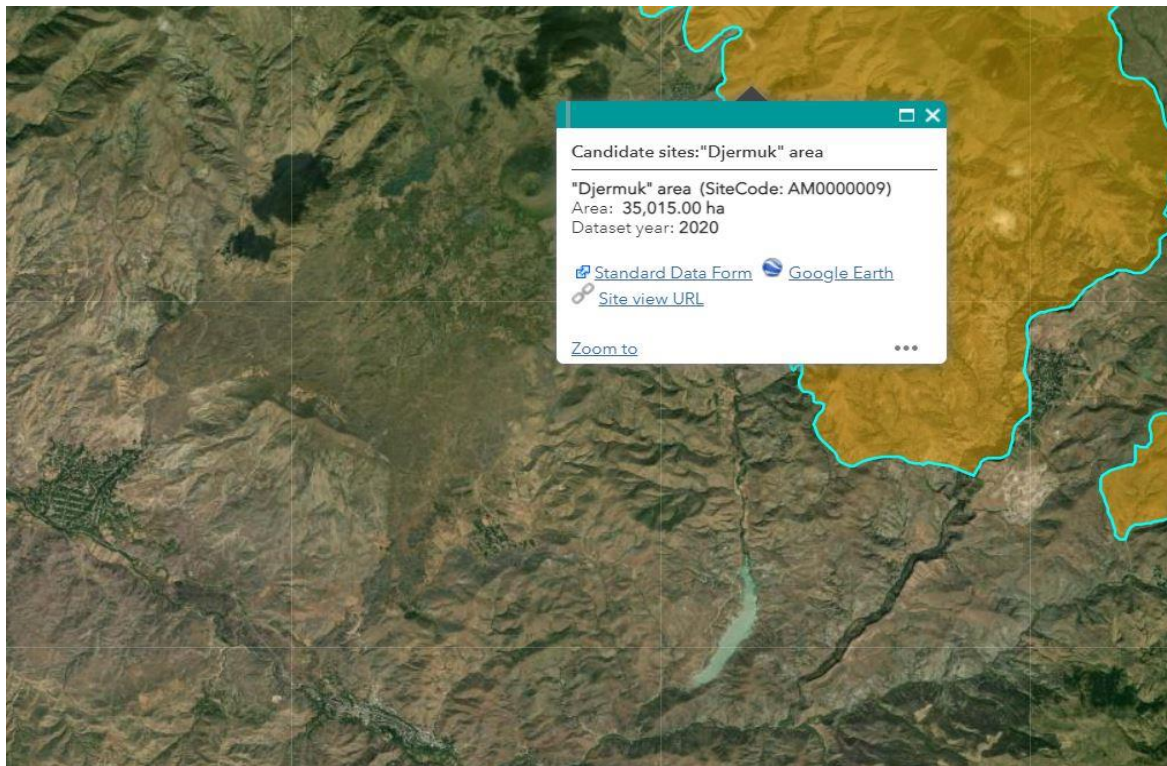 Candidate sites:"Djermuk" area
"Djermuk" area (SiteCode: AM0000009)
Area: 35,015.00 ha
Dataset year: 2020
Standard Data Form Google Earth
Site view URL
Zoom to